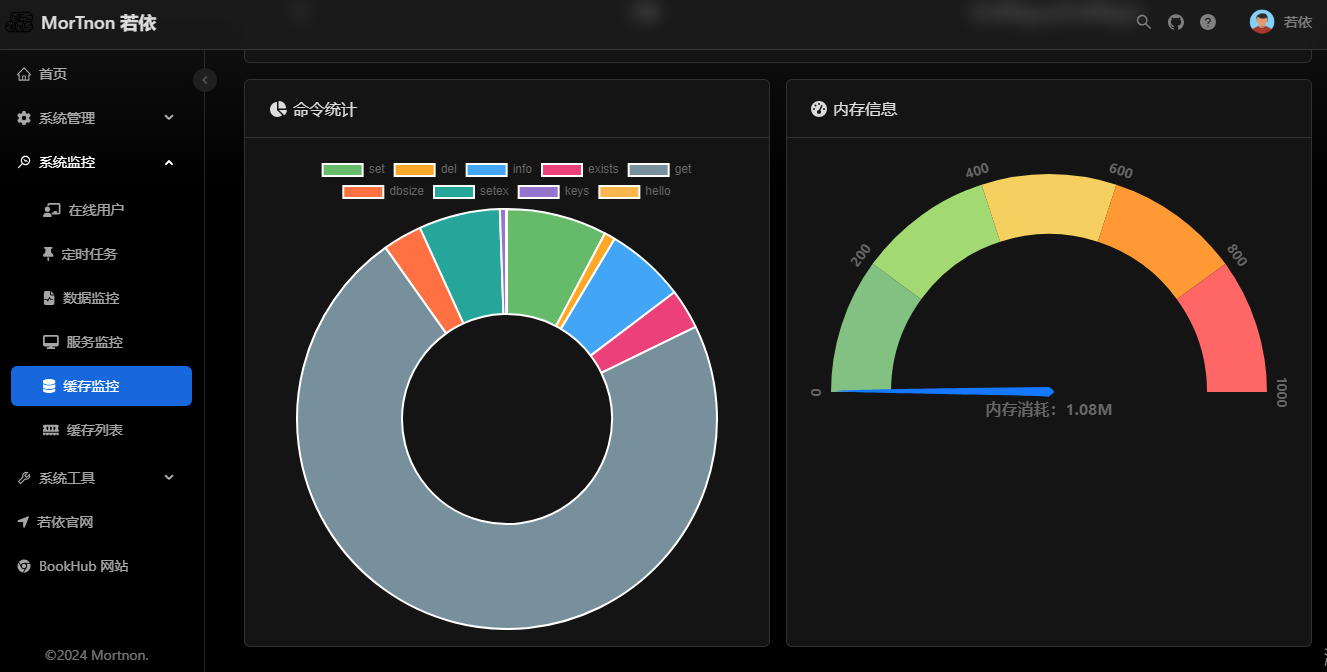 MorTnon 若依
若依
首页
系统管理
系统监控
在线用户
定时任务
数据监控
服务监控
缓存监控
缓存列表
系统工具
若依官网
BookHub 网站
©2024 Mortnon.
命令统计
set del info exists get
dbsize setex keys hello
内存信息
0
200
400
600
800
1000
内存消耗：1.08M